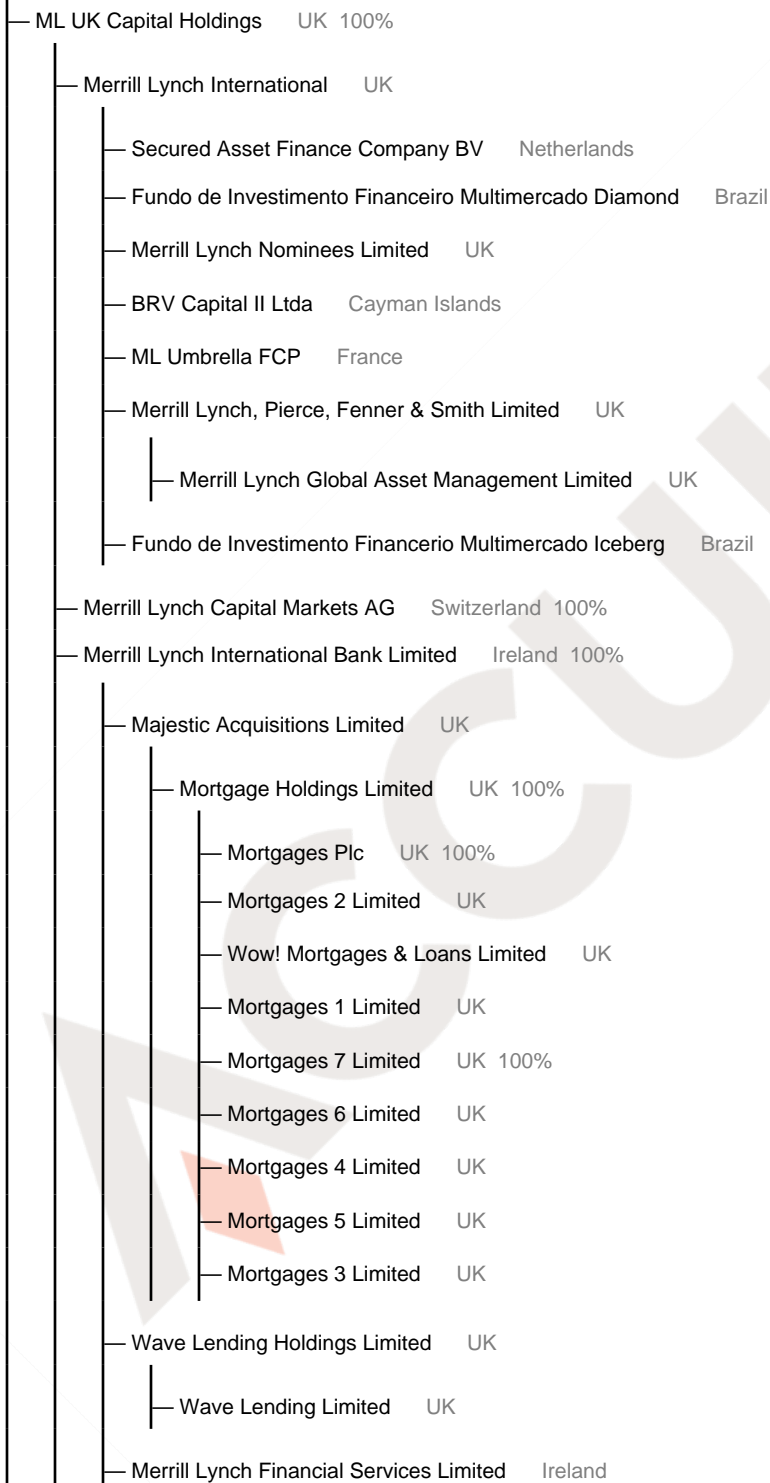 ML UK Capital Holdings UK 100%
Merrill Lynch International UK
Secured Asset Finance Company BV Netherlands
Fundo de Investimento Financeiro Multimercado Diamond Brazil
Merrill Lynch Nominees Limited UK
BRV Capital II Ltda Cayman Islands
ML Umbrella FCP France
Merrill Lynch, Pierce, Fenner & Smith Limited UK
Merrill Lynch Global Asset Management Limited UK
Fundo de Investimento Financerio Multimercado Iceberg Brazil
Merrill Lynch Capital Markets AG Switzerland 100%
Merrill Lynch International Bank Limited Ireland 100%
Majestic Acquisitions Limited UK
Mortgage Holdings Limited UK 100%
Mortgages Plc UK 100%
Mortgages 2 Limited UK
Wow! Mortgages & Loans Limited UK
Mortgages 1 Limited UK
Mortgages 7 Limited UK 100%
Mortgages 6 Limited UK
Mortgages 4 Limited UK
Mortgages 5 Limited UK
Mortgages 3 Limited UK
Wave Lending Holdings Limited UK
Wave Lending Limited UK
Merrill Lynch Financial Services Limited Ireland